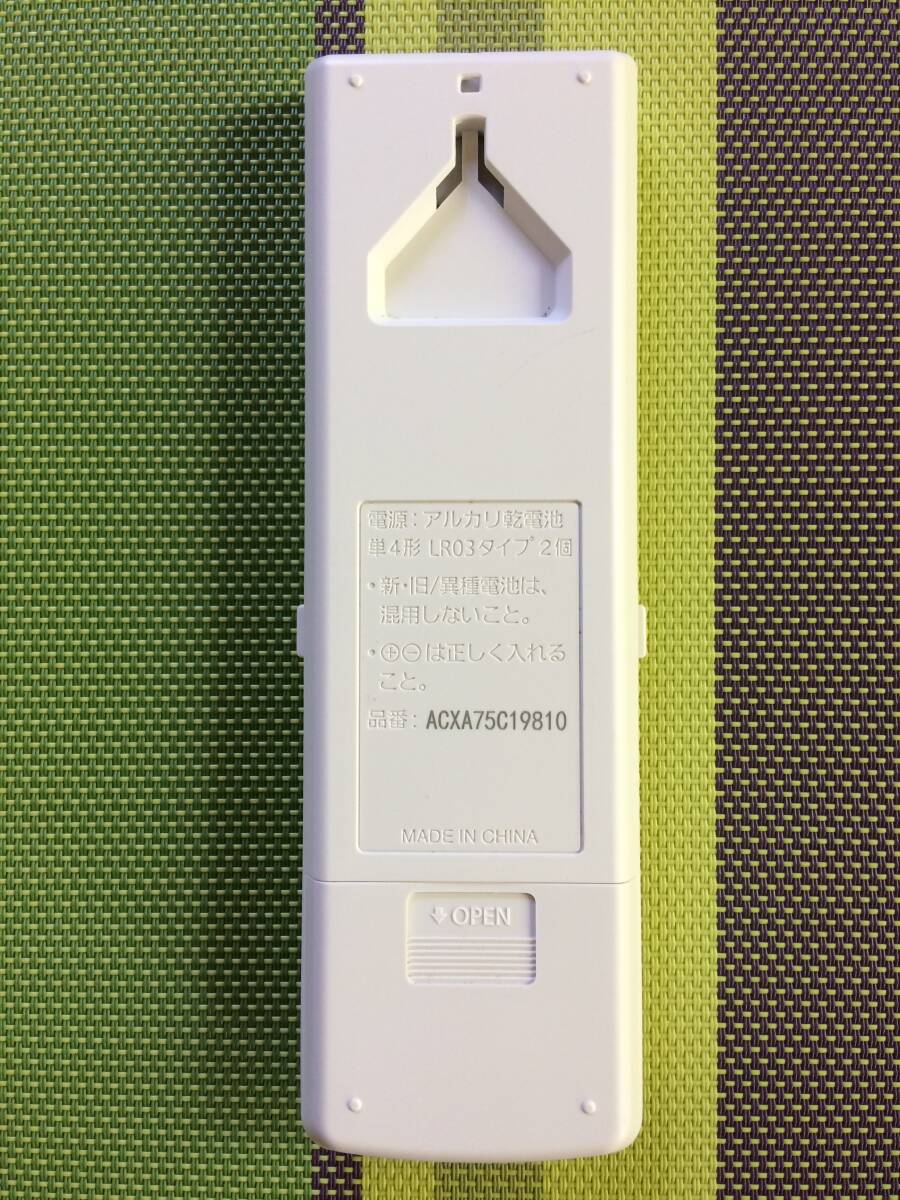 電源：アルカリ乾電池
単4形 LR03タイプ 2個
・新・旧/異種電池は、
混用しないこと。
・⊕⊖は正しく入れる
こと。
品番：ACXA75C19810
MADE IN CHINA
OPEN